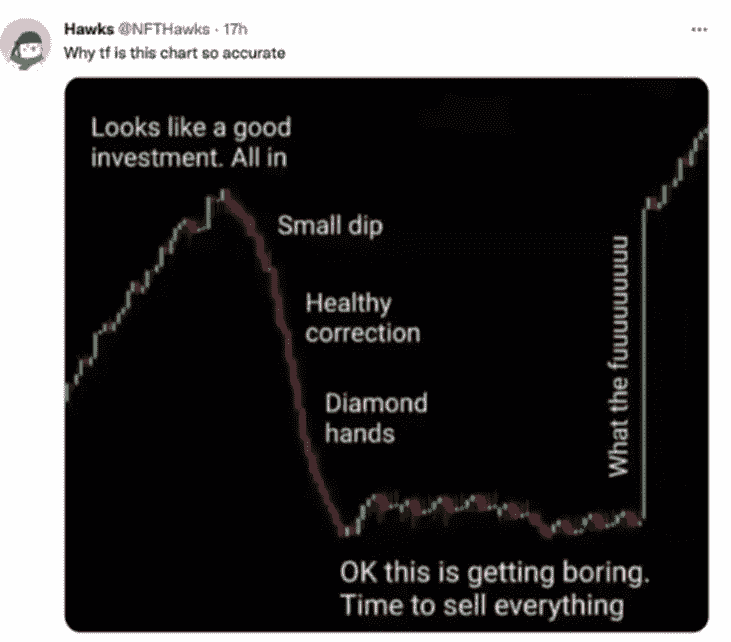 Hawks @NFTHawks · 17h
Why tf is this chart so accurate
Looks like a good
investment. All in
Small dip
Healthy
correction
Diamond
hands
What the fuuuuuuuuuu
OK this is getting boring.
Time to sell everything